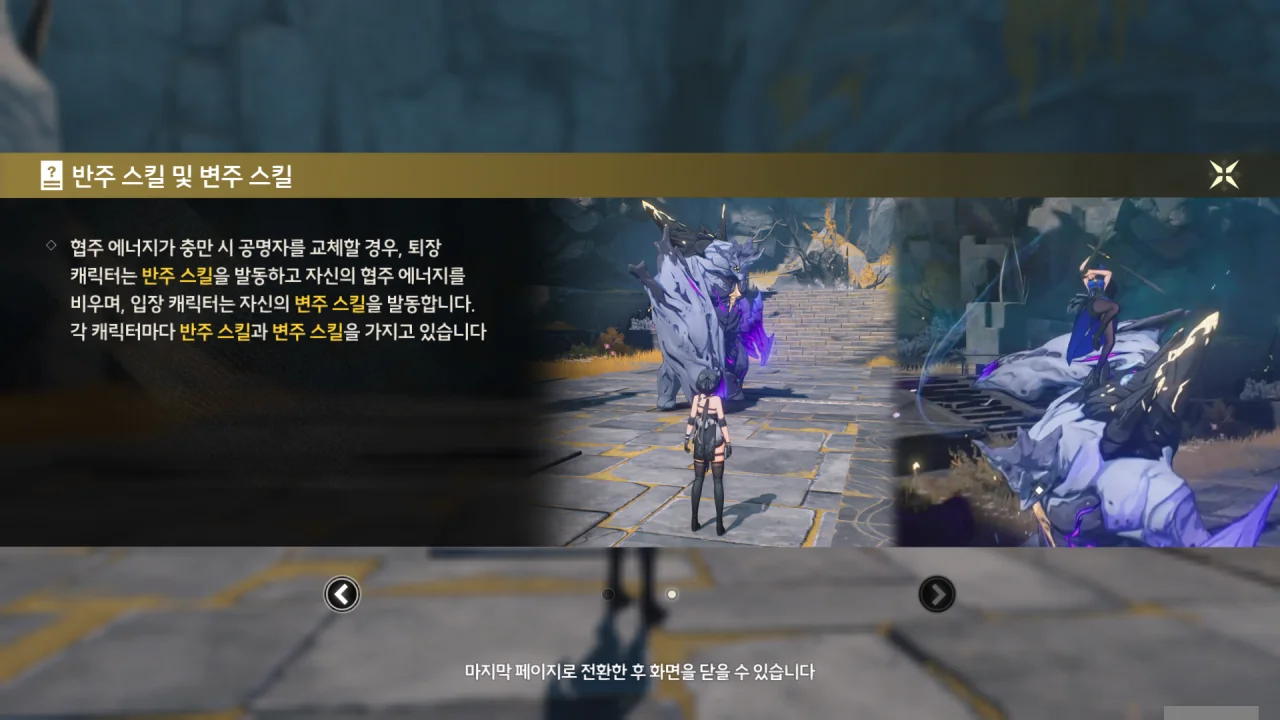 반주 스킬 및 변주 스킬
협주 에너지가 충만 시 공명자를 교체할 경우, 퇴장
캐릭터는 반주 스킬을 발동하고 자신의 협주 에너지를
비우며, 입장 캐릭터는 자신의 변주 스킬을 발동합니다.
각 캐릭터마다 반주 스킬과 변주 스킬을 가지고 있습니다
마지막 페이지로 전환한 후 화면을 닫을 수 있습니다